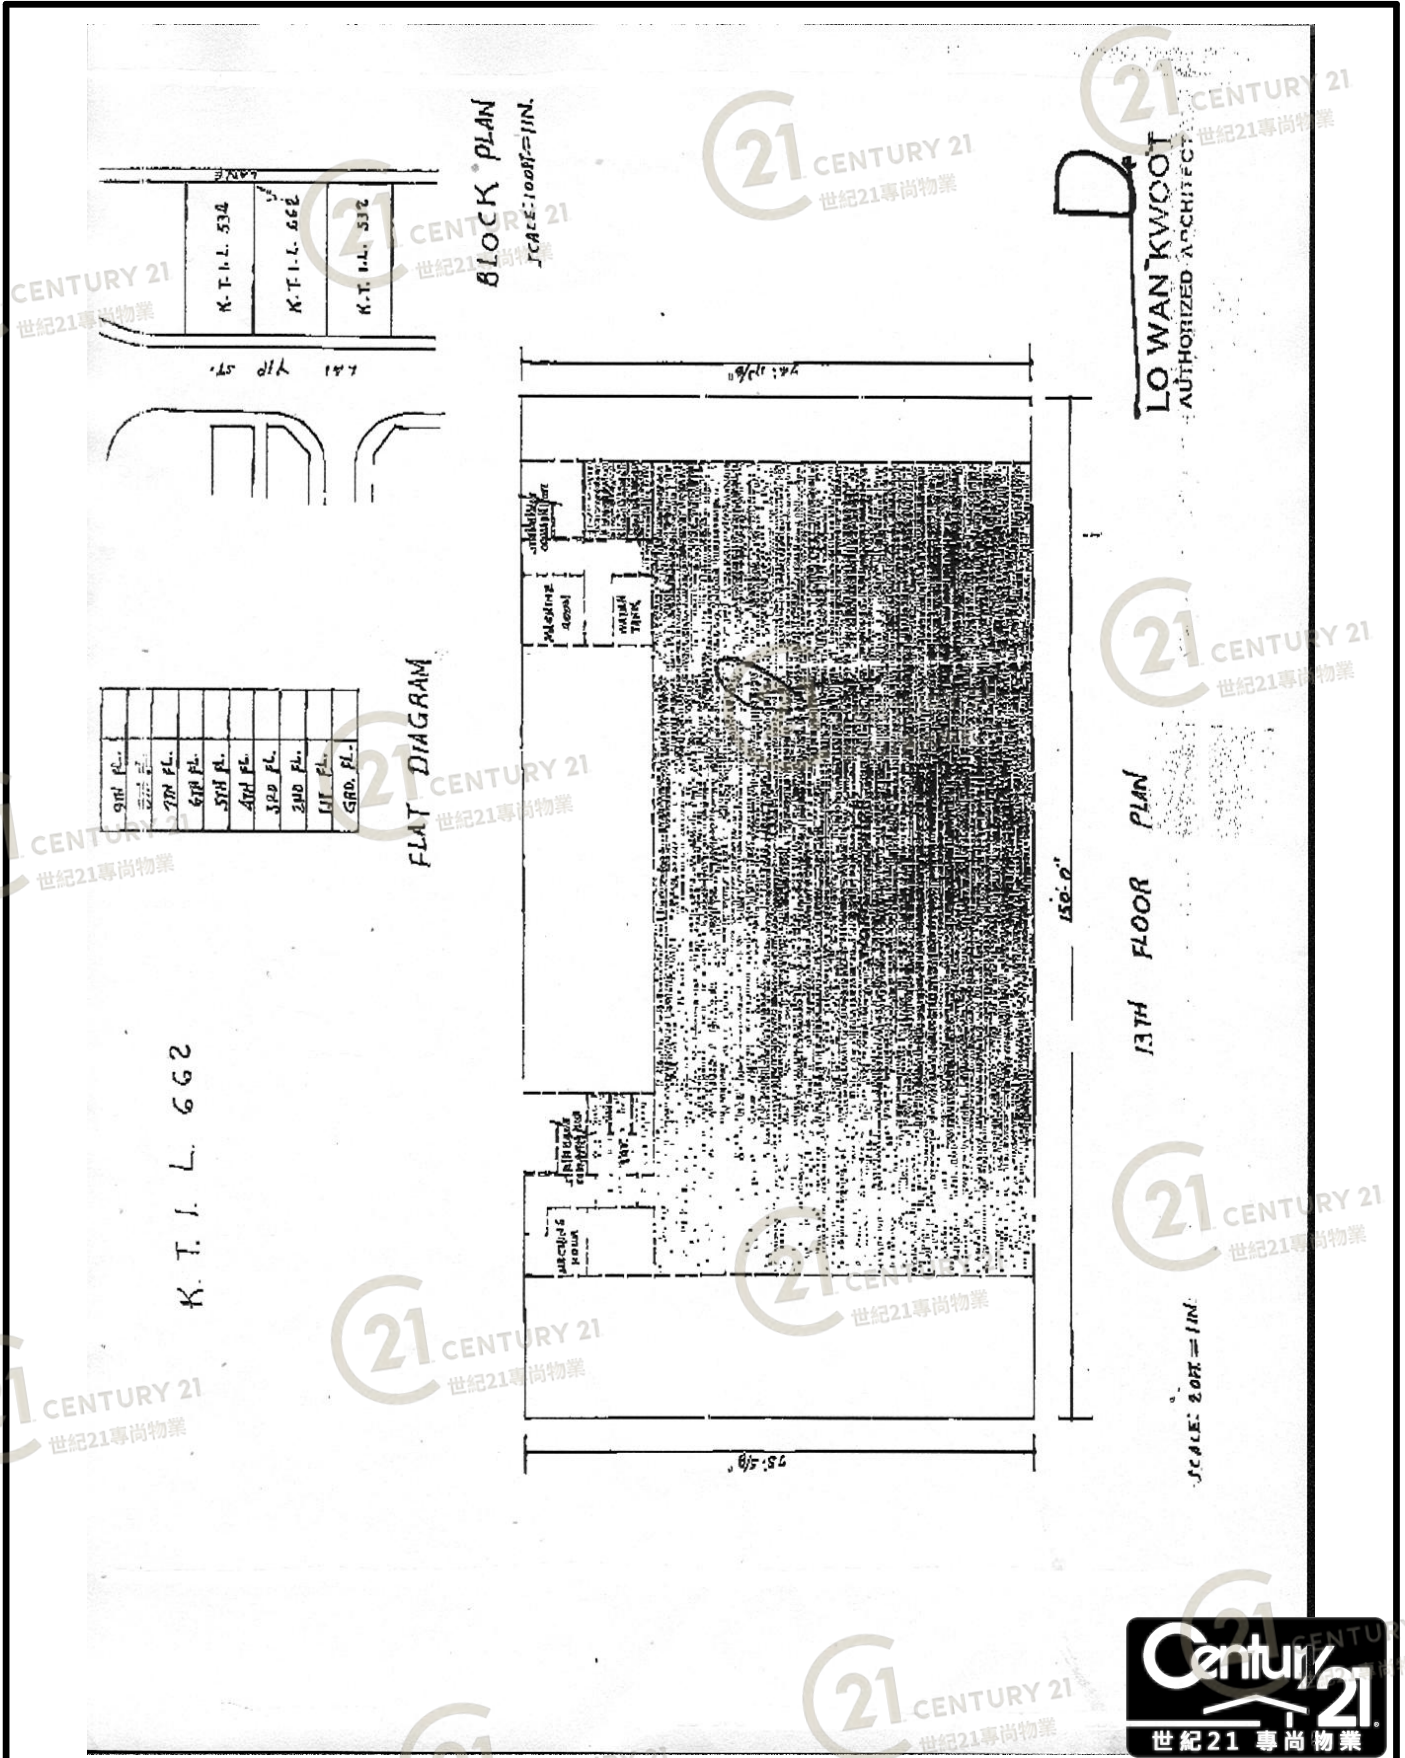 BLOCK PLAN
SCALE: 100FT=1IN.
LANE
K.T.I.L. 534
K.T.I.L. 662
K.T.I.L. 532
YIP ST.
9TH FL.
7TH FL.
6TH FL.
5TH FL.
4TH FL.
3RD FL.
2ND FL.
1ST FL.
GRD. FL.
FLAT DIAGRAM
K. T. I. L. 662
MACHINE ROOM
WATER TANK
150'-0"
13TH FLOOR PLAN
SCALE: 20FT.=1IN.
LO WAN KWOOT
AUTHORIZED ARCHITECT
21 CENTURY 21
世紀21專尚物業
Century 21
世紀21 專尚物業